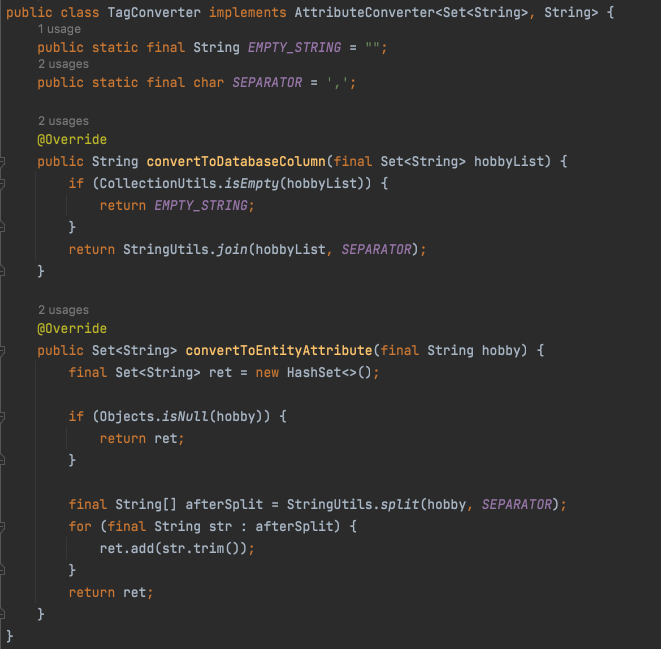 public class TagConverter implements AttributeConverter<Set<String>, String> {
1 usage
public static final String EMPTY_STRING = "";
2 usages
public static final char SEPARATOR = ',';
2 usages
@Override
public String convertToDatabaseColumn(final Set<String> hobbyList) {
if (CollectionUtils.isEmpty(hobbyList)) {
return EMPTY_STRING;
}
return StringUtils.join(hobbyList, SEPARATOR);
}
2 usages
@Override
public Set<String> convertToEntityAttribute(final String hobby) {
final Set<String> ret = new HashSet<>();
if (Objects.isNull(hobby)) {
return ret;
}
final String[] afterSplit = StringUtils.split(hobby, SEPARATOR);
for (final String str : afterSplit) {
ret.add(str.trim());
}
return ret;
}
}